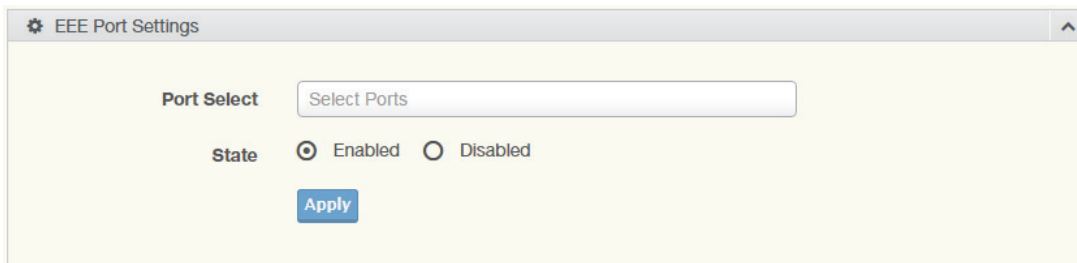 EEE Port Settings
Port Select Select Ports
State Enabled Disabled
Apply